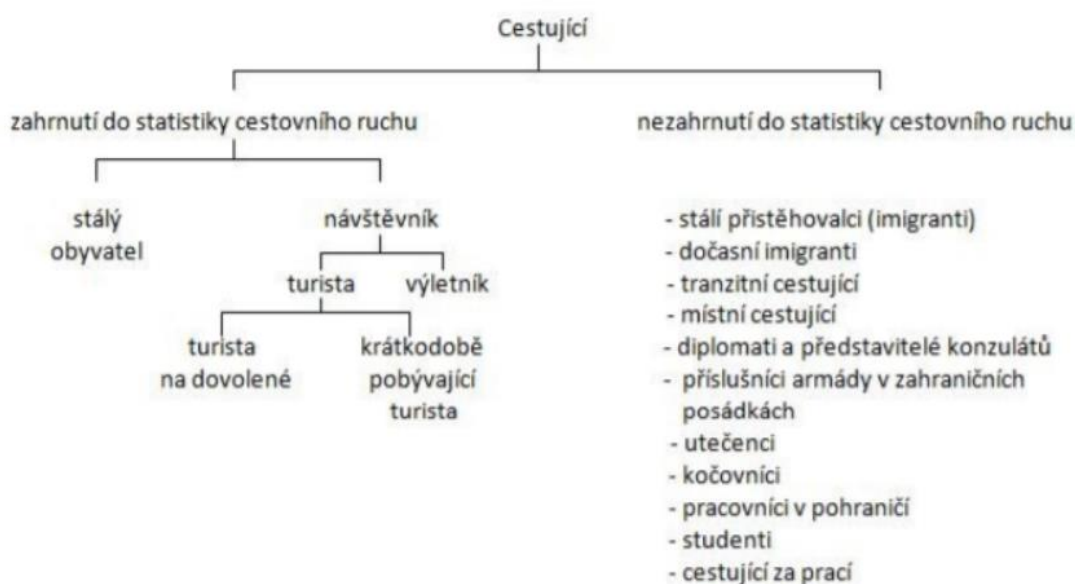 Cestující
zahrnutí do statistiky cestovního ruchu
nezahrnutí do statistiky cestovního ruchu
stálý
obyvatel
návštěvník
turista
výletník
turista
na dovolené
krátkodobě
pobývající
turista
- stálí přistěhovalci (imigranti)
- dočasní imigranti
- tranzitní cestující
- místní cestující
- diplomati a představitelé konzulátů
- příslušníci armády v zahraničních
posádkách
- utečenci
- kočovníci
- pracovníci v pohraničí
- studenti
- cestující za prací